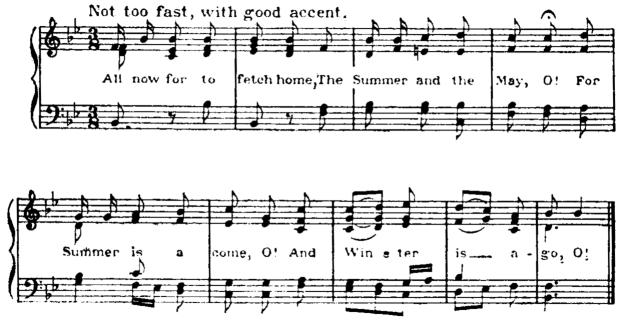 Not too fast, with good accent.
All now for to fetch home, The Summer and the May, O! For
Summer is a come, O! And Win - ter is a - go, O!